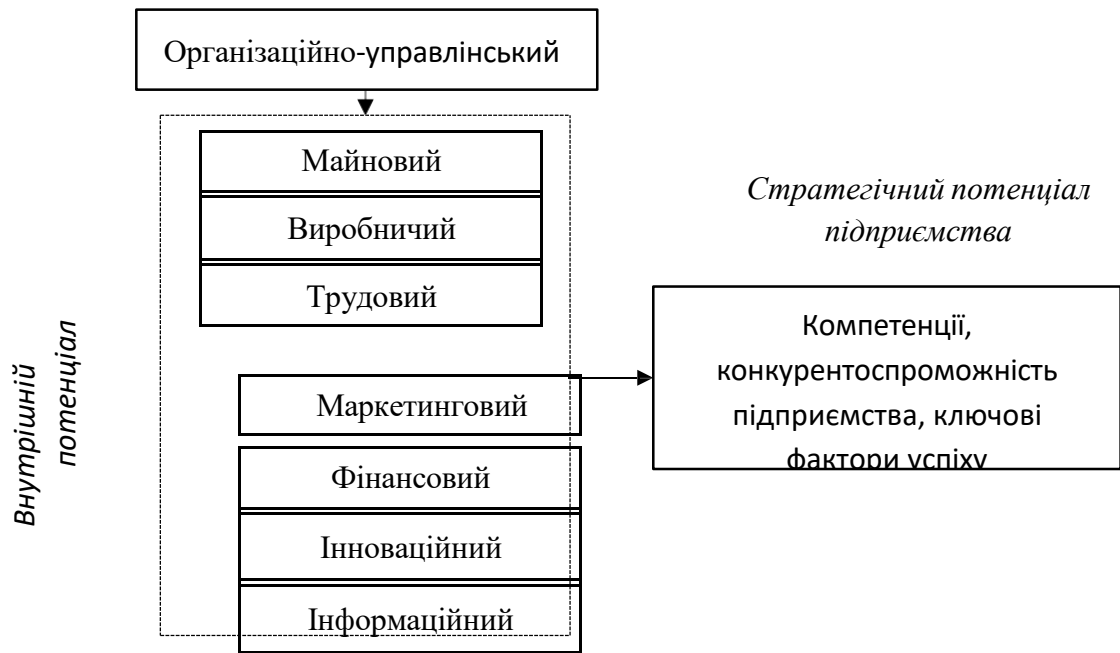 Організаційно-управлінський
Майновий
Виробничий
Трудовий
Маркетинговий
Фінансовий
Інноваційний
Інформаційний
Внутрішній
потенціал
Стратегічний потенціал
підприємства
Компетенції,
конкурентоспроможність
підприємства, ключові
фактори успіху